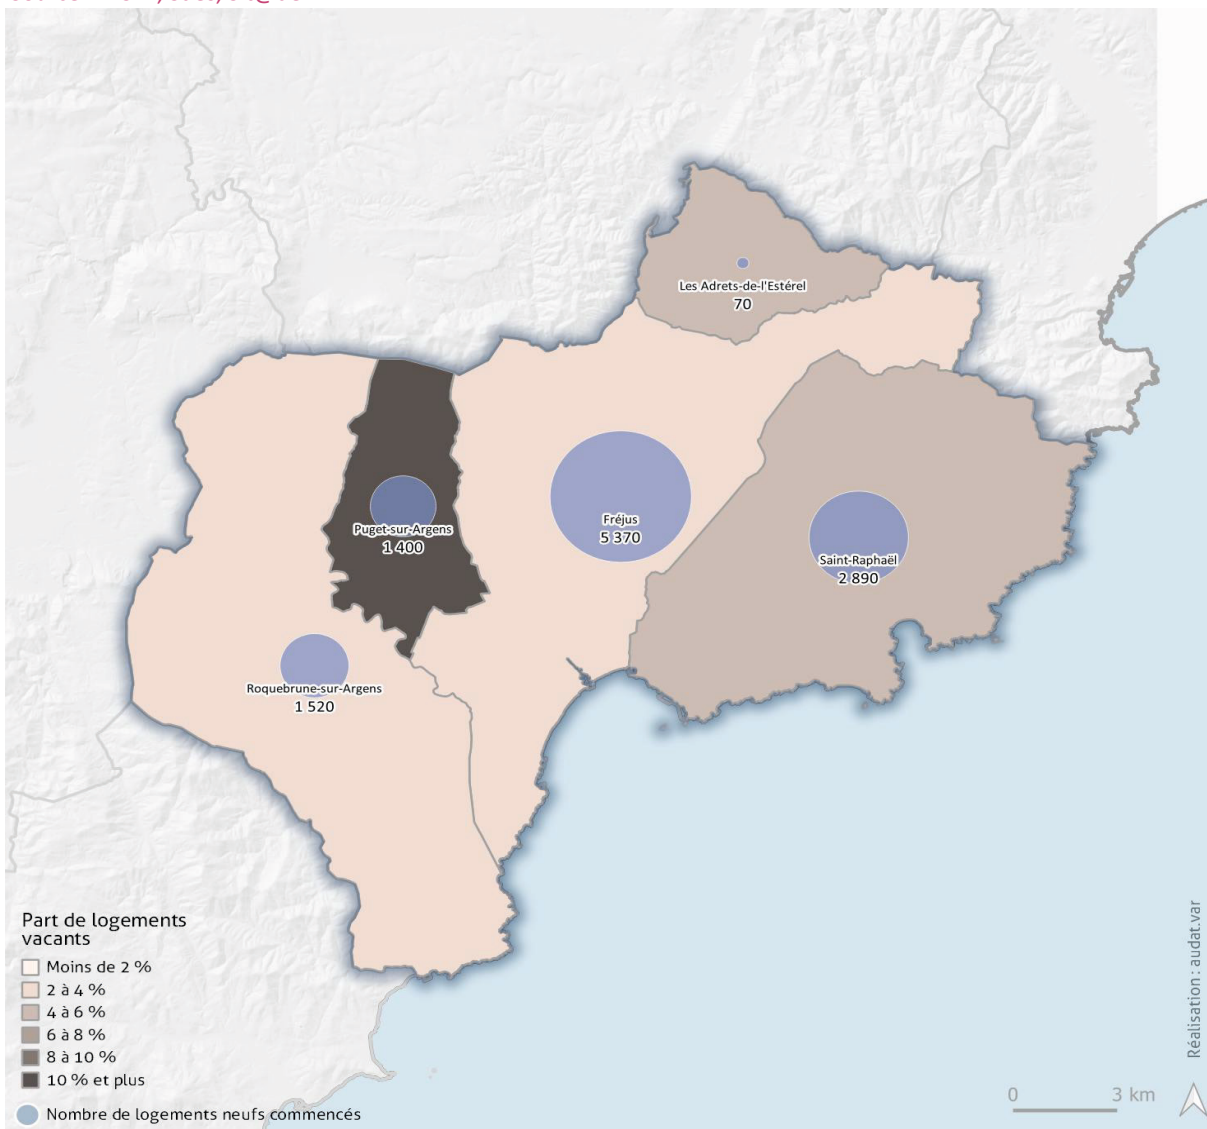 Les Adrets-de-l'Estérel
70
Fréjus
5 370
Puget-sur-Argens
1 400
Saint-Raphaël
2 890
Roquebrune-sur-Argens
1 520
Part de logements
vacants
Moins de 2 %
2 à 4 %
4 à 6 %
6 à 8 %
8 à 10 %
10 % et plus
Nombre de logements neufs commencés
0 3 km
Réalisation : audat.var